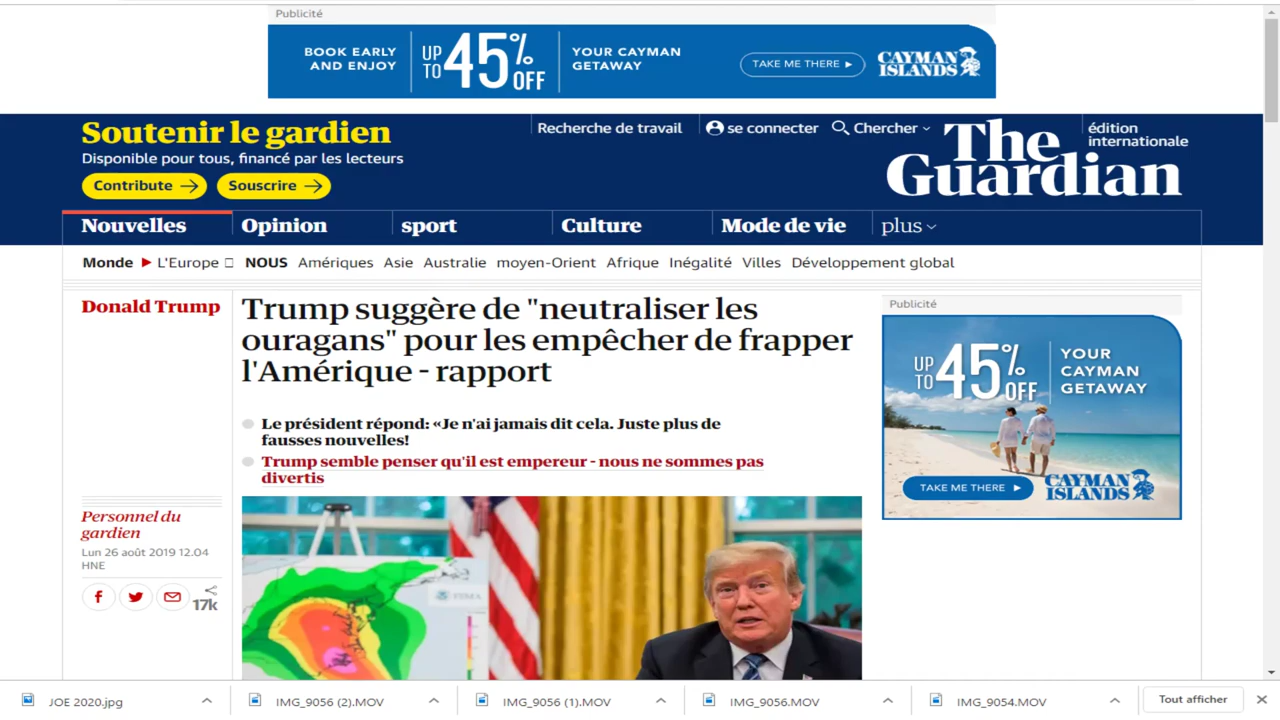 Publicité
BOOK EARLY
AND ENJOY
UP
TO
45%
OFF
YOUR CAYMAN
GETAWAY
TAKE ME THERE
CAYMAN
ISLANDS
Soutenir le gardien
Disponible pour tous, financé par les lecteurs
Contribute
Souscrire
Recherche de travail
se connecter
Chercher
The
Guardian
édition
internationale
Nouvelles
Opinion
sport
Culture
Mode de vie
plus
Monde L'Europe NOUS Amériques Asie Australie moyen-Orient Afrique Inégalité Villes Développement global
Donald Trump
Trump suggère de "neutraliser les
ouragans" pour les empêcher de frapper
l'Amérique - rapport
Le président répond: «Je n'ai jamais dit cela. Juste plus de
fausses nouvelles!
Trump semble penser qu'il est empereur - nous ne sommes pas
divertis
Personnel du
gardien
Lun 26 août 2019 12.04
HNE
17k
FEMA
Publicité
UP
TO
45%
OFF
YOUR
CAYMAN
GETAWAY
TAKE ME THERE
CAYMAN
ISLANDS
JOE 2020.jpg
IMG_9056 (2).MOV
IMG_9056 (1).MOV
IMG_9056.MOV
IMG_9054.MOV
Tout afficher